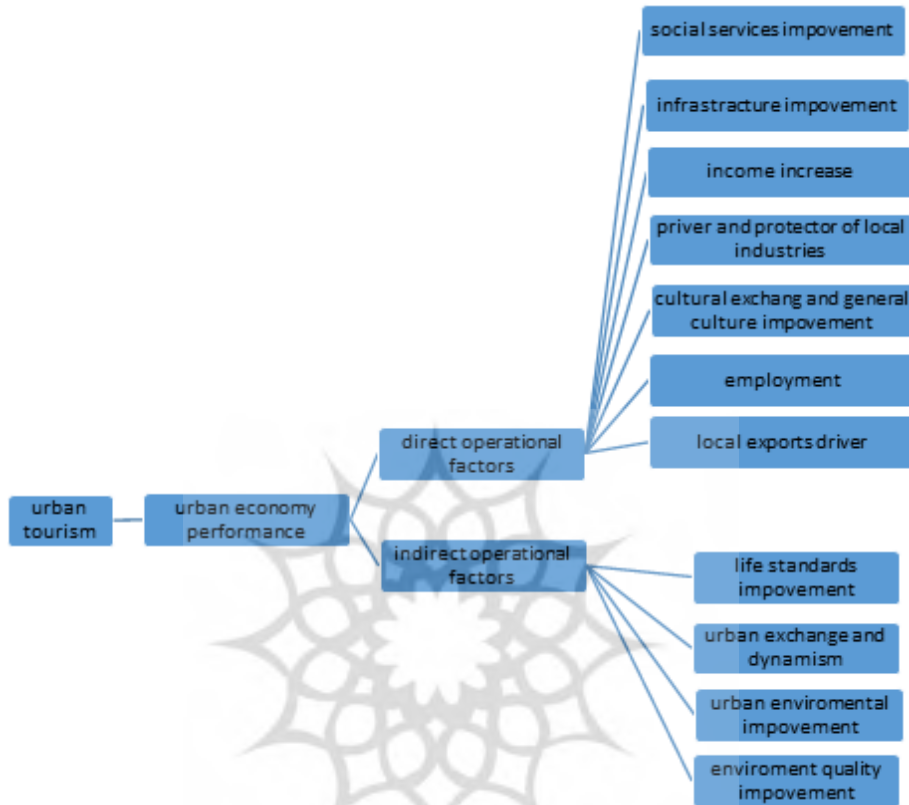 social services impovement
infrastracture impovement
income increase
priver and protector of local
industries
cultural exchang and general
culture impovement
employment
local exports driver
direct operational
factors
urban
tourism
urban economy
performance
indirect operational
factors
life standards
impovement
urban exchange and
dynamism
urban enviromental
impovement
enviroment quality
impovement